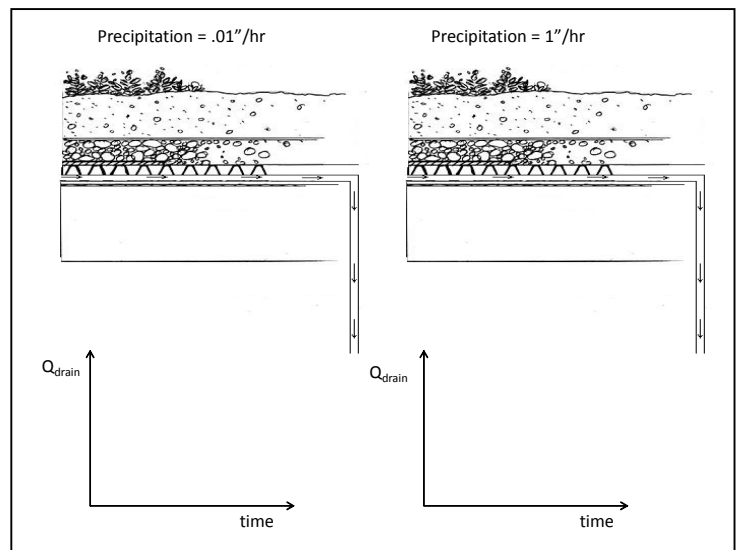 Precipitation = .01”/hr
Precipitation = 1”/hr
Qdrain
Qdrain
time
time